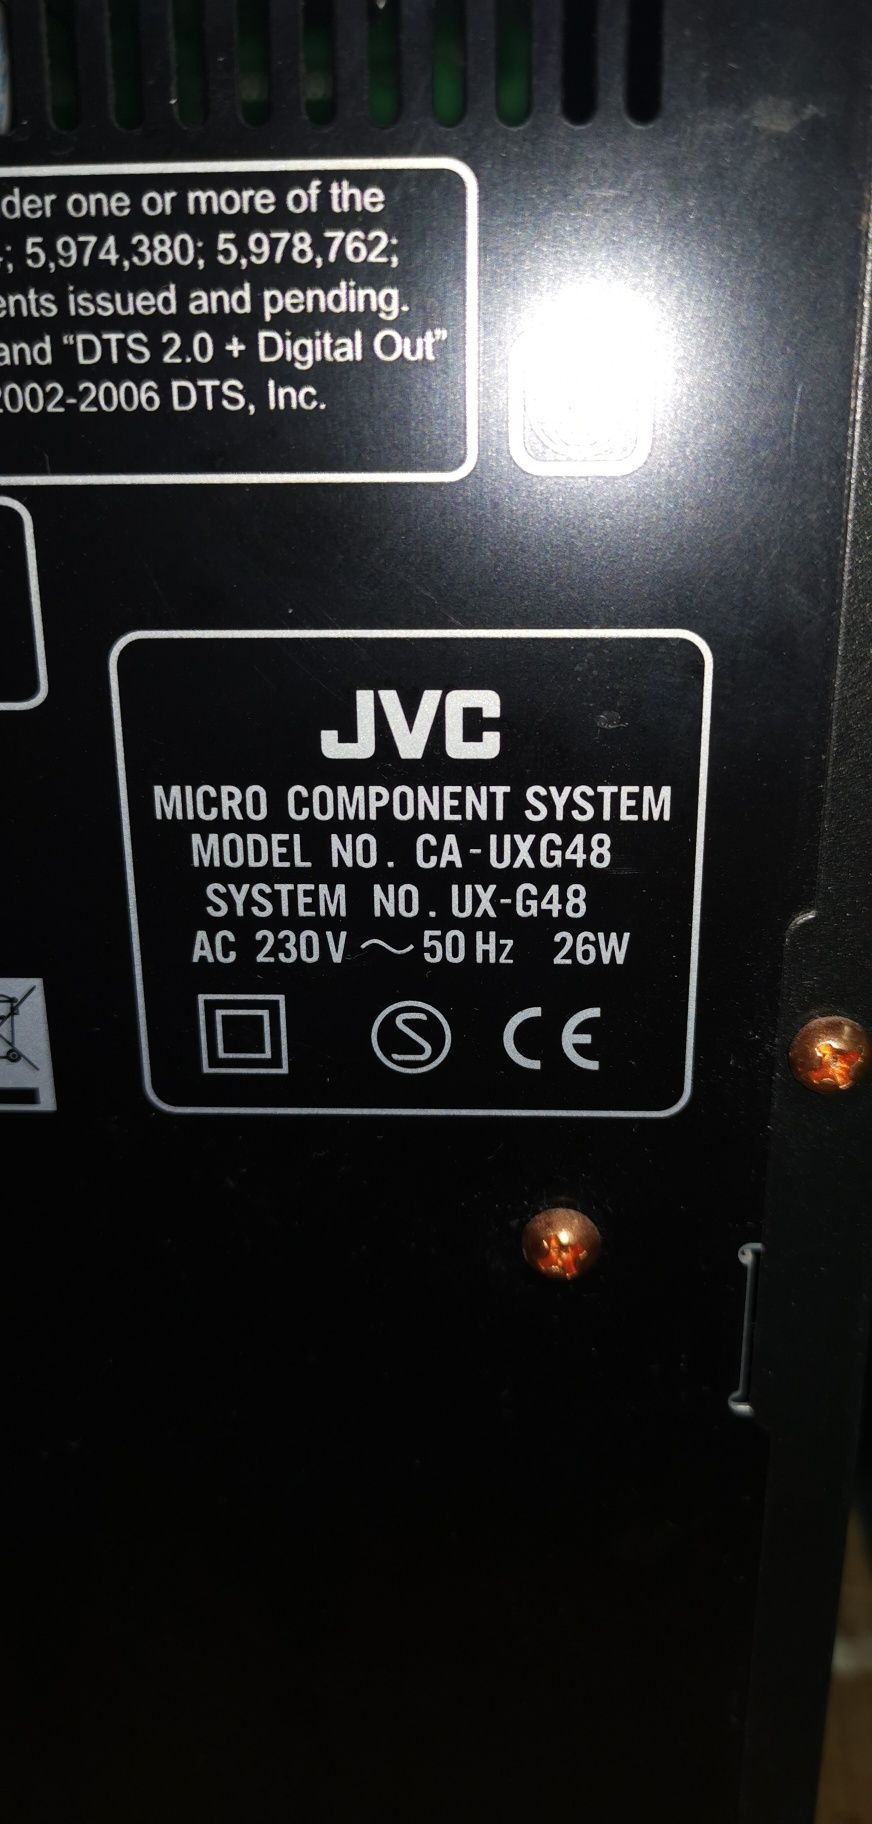 der one or more of the
; 5,974,380; 5,978,762;
ents issued and pending.
and “DTS 2.0 + Digital Out”
2002-2006 DTS, Inc.
JVC
MICRO COMPONENT SYSTEM
MODEL NO. CA-UXG48
SYSTEM NO. UX-G48
AC 230V ~ 50Hz 26W
S CE